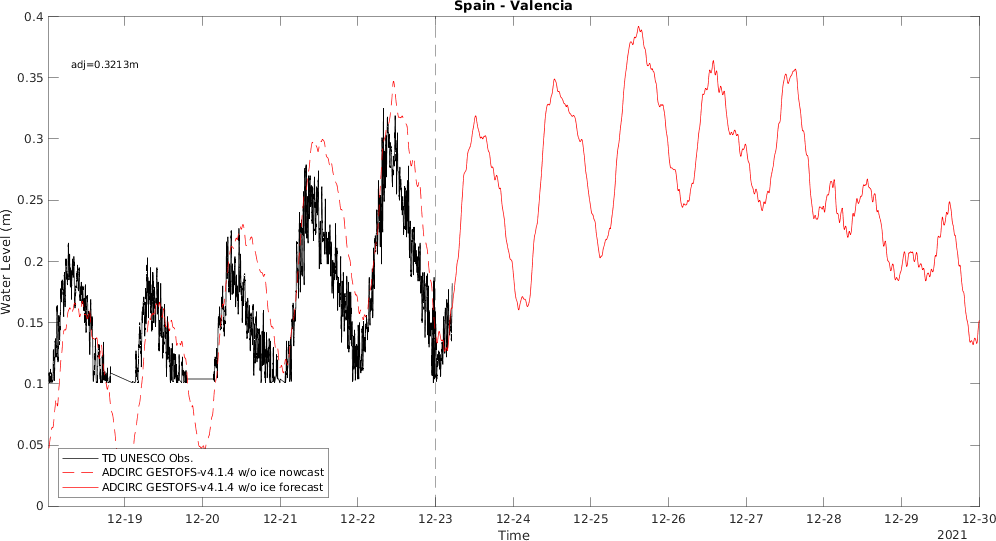 Spain - Valencia
0.4
0.35
0.3
0.25
0.2
0.15
0.1
0.05
0
Water Level (m)
adj=0.3213m
TD UNESCO Obs.
ADCIRC GESTOFS-v4.1.4 w/o ice nowcast
ADCIRC GESTOFS-v4.1.4 w/o ice forecast
12-19 12-20 12-21 12-22 12-23 12-24 12-25 12-26 12-27 12-28 12-29 12-30
Time
2021